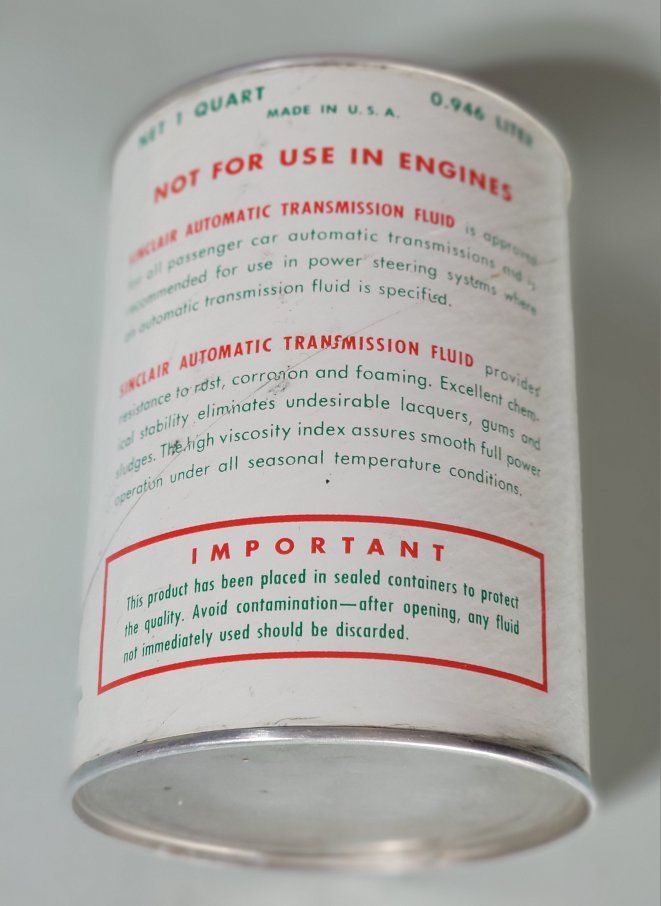 NET 1 QUART MADE IN U.S.A. 0.946 LITER
NOT FOR USE IN ENGINES
SINCLAIR AUTOMATIC TRANSMISSION FLUID is approved
for all passenger car automatic transmissions and is
recommended for use in power steering systems where
an automatic transmission fluid is specified.
SINCLAIR AUTOMATIC TRANSMISSION FLUID provides
resistance to rust, corrosion and foaming. Excellent chem-
ical stability eliminates undesirable lacquers, gums and
sludges. The high viscosity index assures smooth full power
operation under all seasonal temperature conditions.
IMPORTANT
This product has been placed in sealed containers to protect
the quality. Avoid contamination—after opening, any fluid
not immediately used should be discarded.